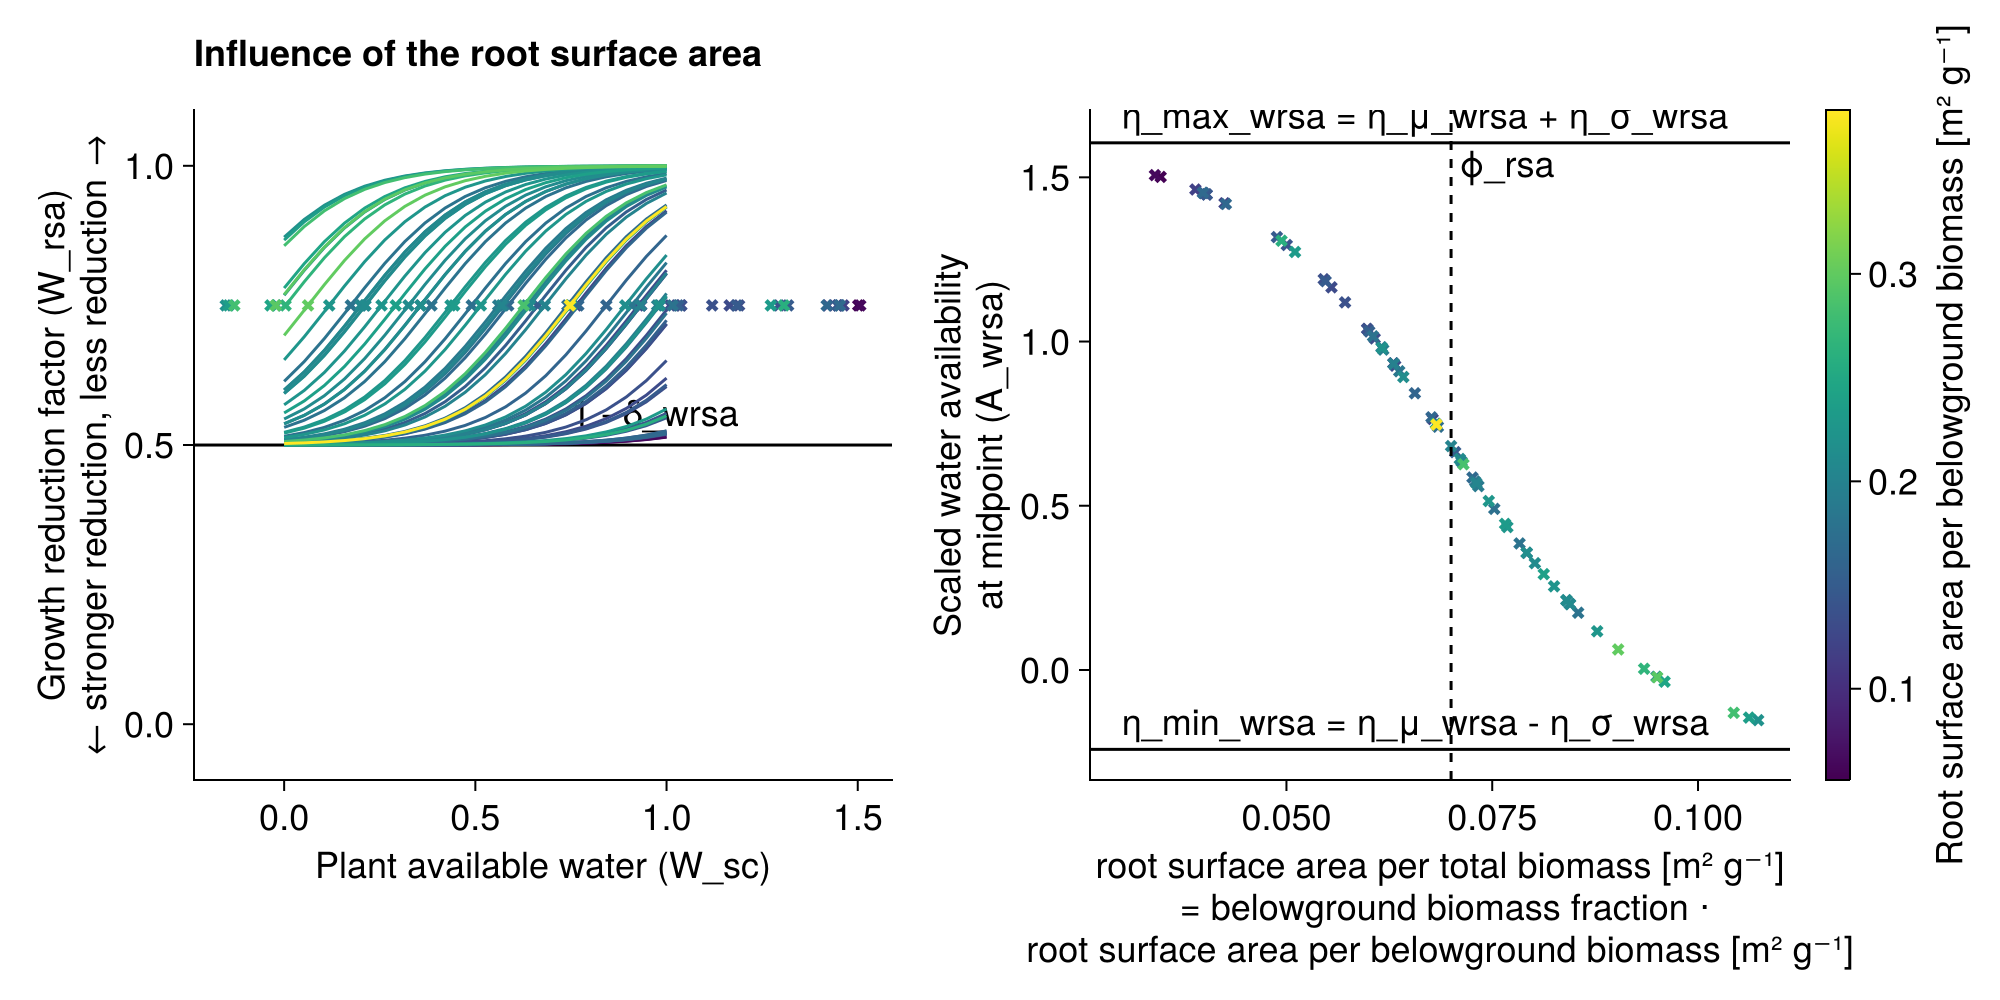 Influence of the root surface area
Growth reduction factor (W_rsa)
← stronger reduction, less reduction →
1.0
0.5
0.0
1 - δ_wrsa
0.0
0.5
1.0
1.5
Plant available water (W_sc)
Scaled water availability
at midpoint (A_wrsa)
1.5
1.0
0.5
0.0
η_max_wrsa = η_μ_wrsa + η_σ_wrsa
ϕ_rsa
η_min_wrsa = η_μ_wrsa - η_σ_wrsa
0.050
0.075
0.100
root surface area per total biomass [m² g⁻¹]
= belowground biomass fraction ·
root surface area per belowground biomass [m² g⁻¹]
0.3
0.2
0.1
Root surface area per belowground biomass [m² g⁻¹]